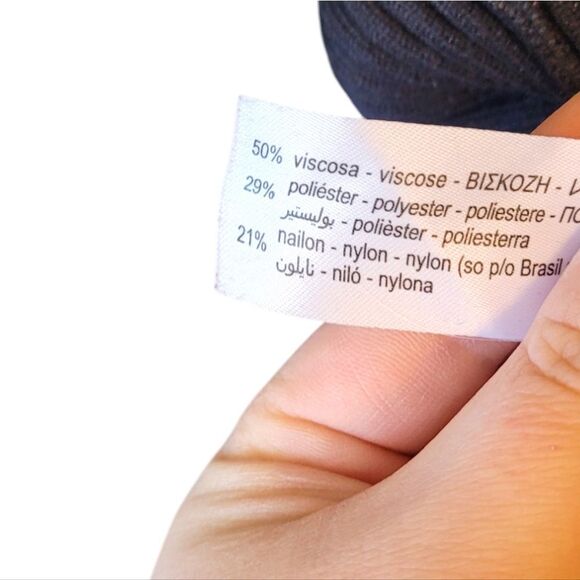 50% viscosa - viscose - ΒΙΣΚΟΖΗ -
29% poliéster - polyester - poliestere -
بوليستير - polièster - poliesterra
21% nailon - nylon - nylon (so p/o Brasil
نايلون - niló - nylona